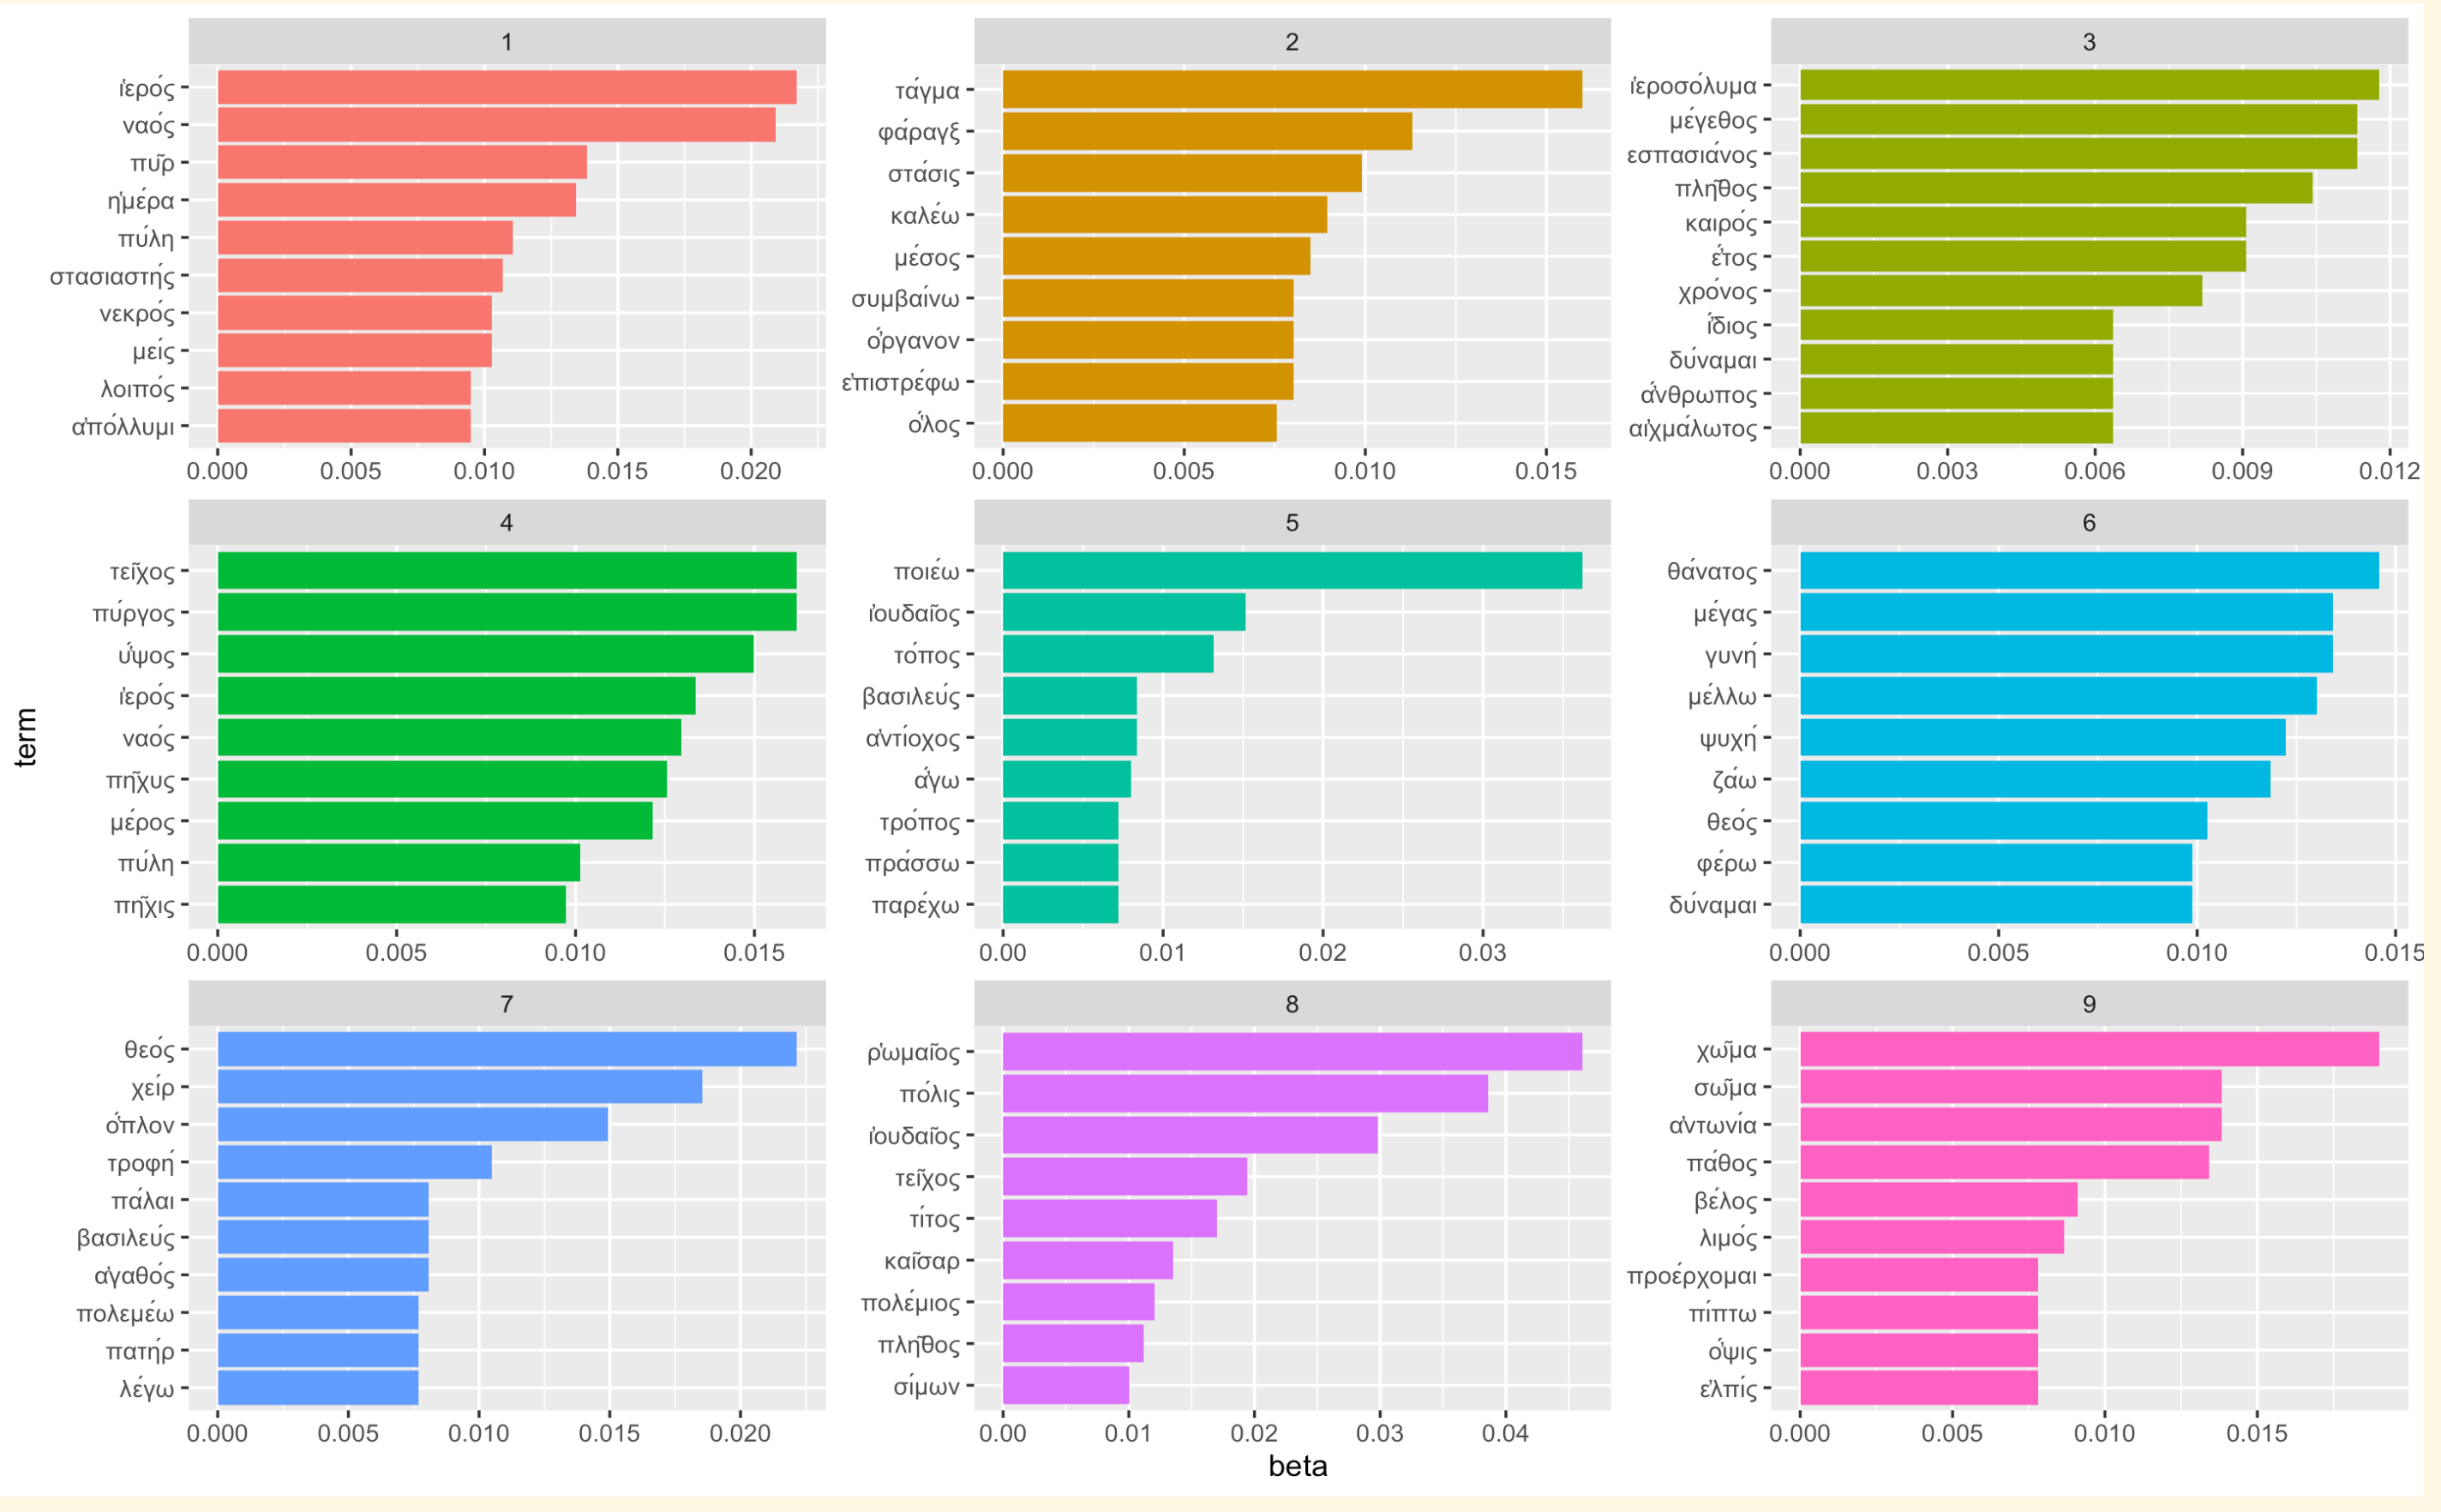 1
ἱερός
ναός
πῦρ
ἡμέρα
πύλη
στασιαστής
νεκρός
μείς
λοιπός
ἀπόλλυμι
0.000 0.005 0.010 0.015 0.020
2
τάγμα
φάραγξ
στάσις
καλέω
μέσος
συμβαίνω
ὄργανον
ἐπιστρέφω
ὅλος
0.000 0.005 0.010 0.015
3
ἱεροσόλυμα
μέγεθος
εσπασιάνος
πλῆθος
καιρός
ἔτος
χρόνος
ἴδιος
δύναμαι
ἄνθρωπος
αἰχμάλωτος
0.000 0.003 0.006 0.009 0.012
4
τεῖχος
πύργος
ὕψος
ἱερός
ναός
πῆχυς
μέρος
πύλη
πῆχις
0.000 0.005 0.010 0.015
5
ποιέω
ἰουδαῖος
τόπος
βασιλεύς
ἀντίοχος
ἄγω
τρόπος
πράσσω
παρέχω
0.00 0.01 0.02 0.03
6
θάνατος
μέγας
γυνή
μέλλω
ψυχή
ζάω
θεός
φέρω
δύναμαι
0.000 0.005 0.010 0.015
7
θεός
χείρ
ὅπλον
τροφή
πάλαι
βασιλεύς
ἀγαθός
πολεμέω
πατήρ
λέγω
0.000 0.005 0.010 0.015 0.020
8
ῥωμαῖος
πόλις
ἰουδαῖος
τεῖχος
τίτος
καῖσαρ
πολέμιος
πλῆθος
σίμων
0.00 0.01 0.02 0.03 0.04
9
χῶμα
σῶμα
ἀντωνία
πάθος
βέλος
λιμός
προέρχομαι
πίπτω
ὄψις
ἐλπίς
0.000 0.005 0.010 0.015
term
beta